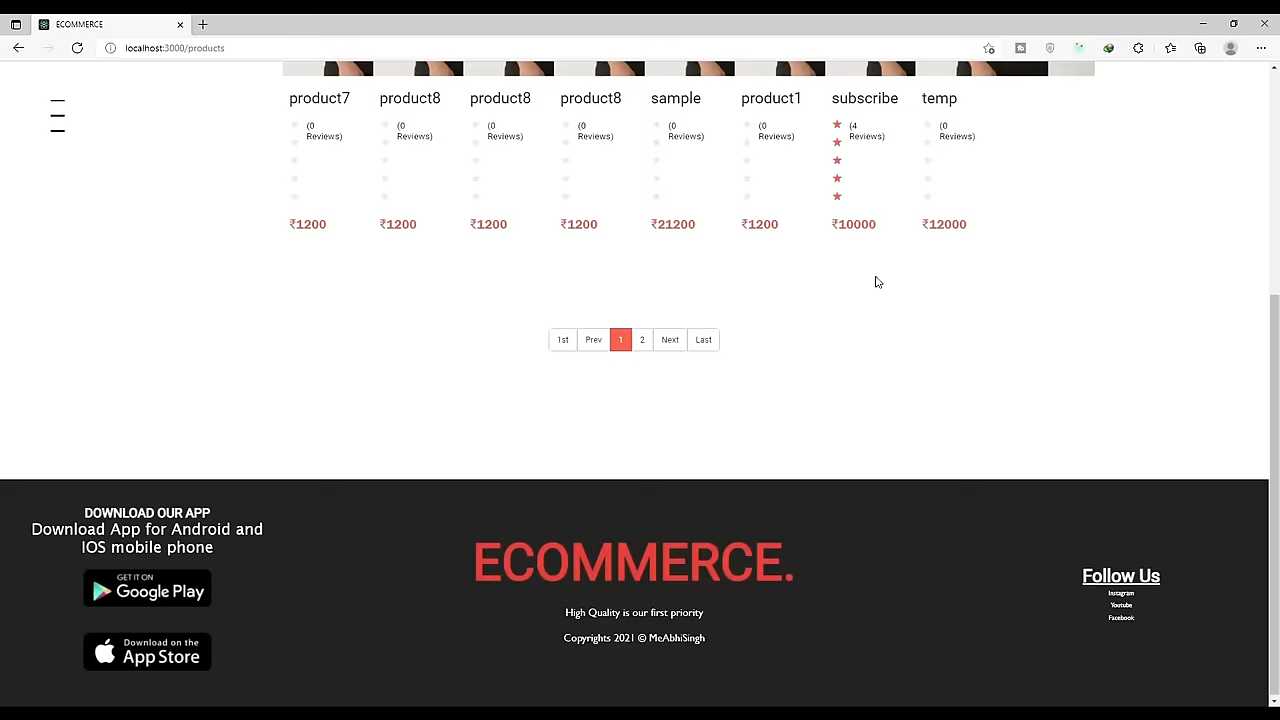 ECOMMERCE
localhost:3000/products
product7 product8 product8 product8 sample product1 subscribe temp
(0 (0 (0 (0 (0 (0 (4 (0
Reviews) Reviews) Reviews) Reviews) Reviews) Reviews) Reviews) Reviews)
₹1200 ₹1200 ₹1200 ₹1200 ₹21200 ₹1200 ₹10000 ₹12000
1st Prev 1 2 Next Last
DOWNLOAD OUR APP
Download App for Android and
IOS mobile phone
GET IT ON
Google Play
Download on the
App Store
ECOMMERCE.
High Quality is our first priority
Copyrights 2021 © MeAbhiSingh
Follow Us
Instagram
Youtube
Facebook